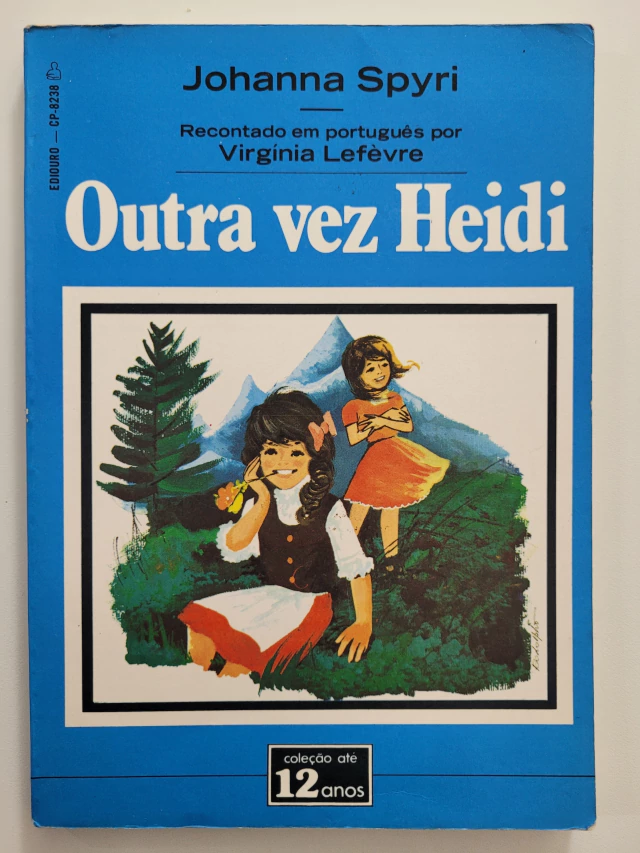 Johanna Spyri
Recontado em português por
Virgínia Lefèvre
EDIOURO — CP-8238
Outra vez Heidi
coleção até
12 anos